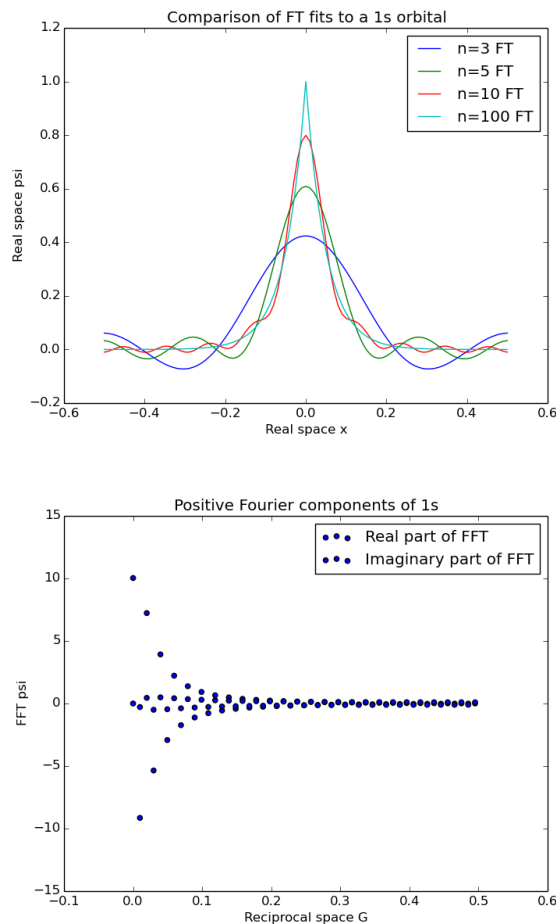 Comparison of FT fits to a 1s orbital
1.2
1.0
0.8
0.6
0.4
0.2
0.0
−0.2
Real space psi
n=3 FT
n=5 FT
n=10 FT
n=100 FT
−0.6 −0.4 −0.2 0.0 0.2 0.4 0.6
Real space x
Positive Fourier components of 1s
15
10
5
0
−5
−10
−15
FFT psi
Real part of FFT
Imaginary part of FFT
−0.1 0.0 0.1 0.2 0.3 0.4 0.5 0.6
Reciprocal space G